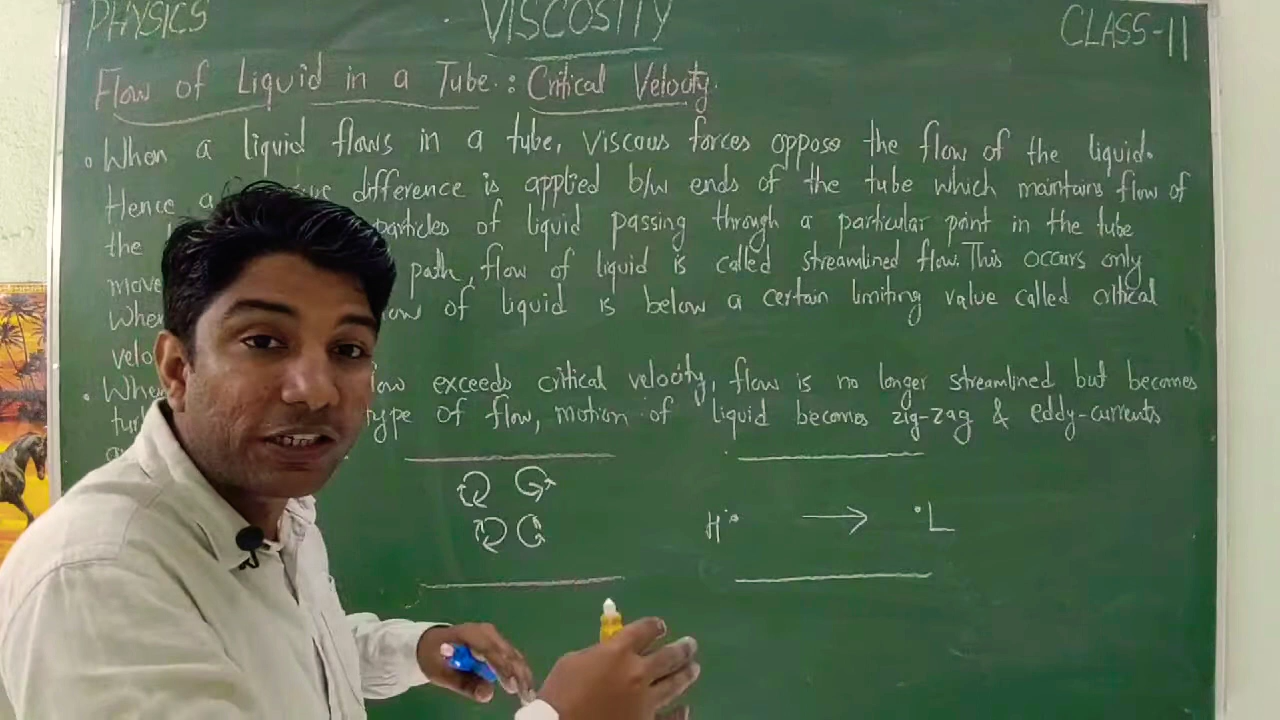 PHYSICS VISCOSITY CLASS-11
Flow of Liquid in a Tube : Critical Velocity.
• When a liquid flows in a tube, viscous forces oppose the flow of the liquid.
Hence a difference is applied b/w ends of the tube which maintains flow of
the particles of liquid passing through a particular point in the tube
move path, flow of liquid is called streamlined flow. This occurs only
when of liquid is below a certain limiting value called critical
velo
• When exceeds critical velocity, flow is no longer streamlined but becomes
tur type of flow, motion of liquid becomes zig-zag & eddy-currents
H → L